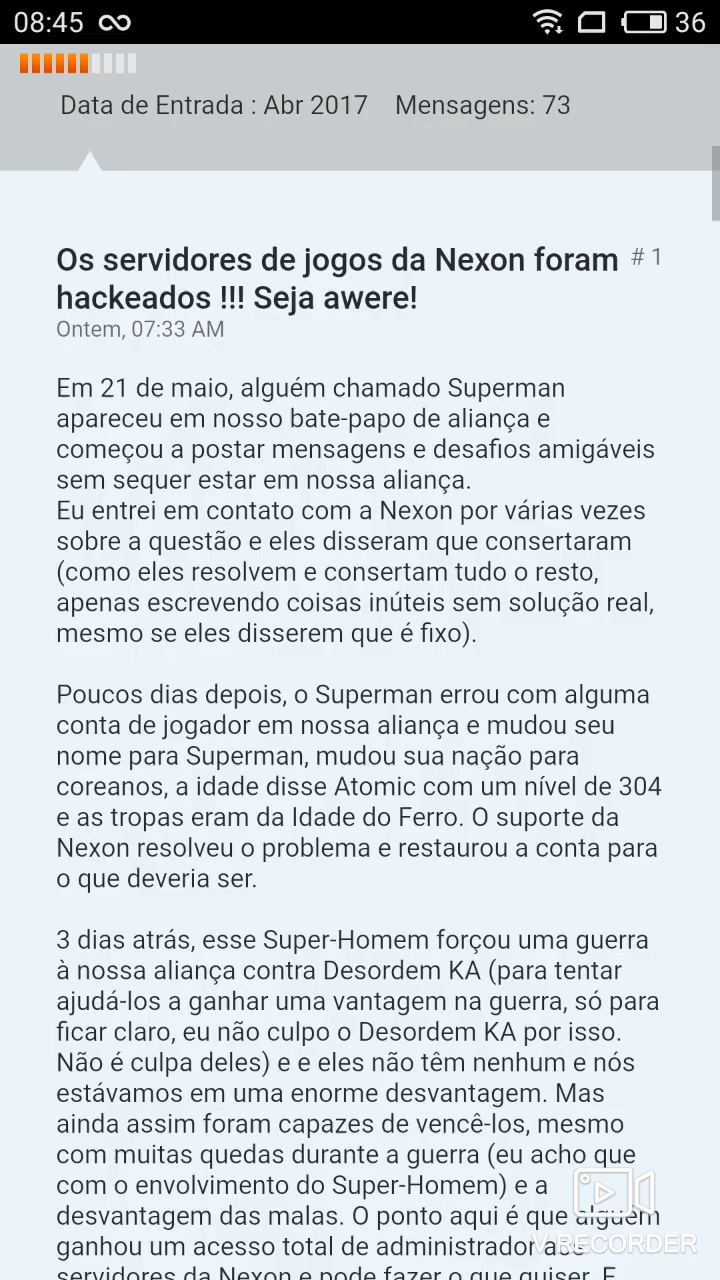 08:45
36
Data de Entrada : Abr 2017 Mensagens: 73
Os servidores de jogos da Nexon foram # 1
hackeados !!! Seja awere!
Ontem, 07:33 AM
Em 21 de maio, alguém chamado Superman
apareceu em nosso bate-papo de aliança e
começou a postar mensagens e desafios amigáveis
sem sequer estar em nossa aliança.
Eu entrei em contato com a Nexon por várias vezes
sobre a questão e eles disseram que consertaram
(como eles resolvem e consertam tudo o resto,
apenas escrevendo coisas inúteis sem solução real,
mesmo se eles disserem que é fixo).
Poucos dias depois, o Superman errou com alguma
conta de jogador em nossa aliança e mudou seu
nome para Superman, mudou sua nação para
coreanos, a idade disse Atomic com um nível de 304
e as tropas eram da Idade do Ferro. O suporte da
Nexon resolveu o problema e restaurou a conta para
o que deveria ser.
3 dias atrás, esse Super-Homem forçou uma guerra
à nossa aliança contra Desordem KA (para tentar
ajudá-los a ganhar uma vantagem na guerra, só para
ficar claro, eu não culpo o Desordem KA por isso.
Não é culpa deles) e e eles não têm nenhum e nós
estávamos em uma enorme desvantagem. Mas
ainda assim foram capazes de vencê-los, mesmo
com muitas quedas durante a guerra (eu acho que
com o envolvimento do Super-Homem) e a
desvantagem das malas. O ponto aqui é que alguém
ganhou um acesso total de administrador aos
servidores da Nexon e pode fazer o que quiser. E
V RECORDER